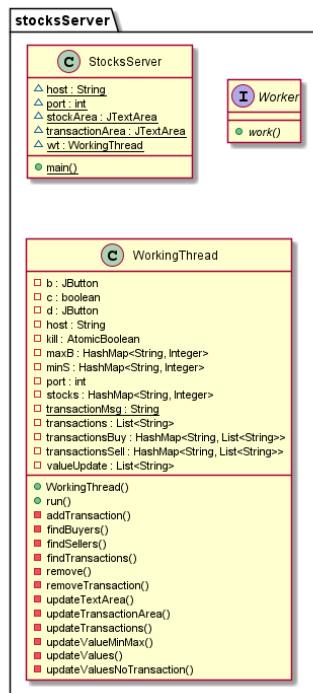 stocksServer
C StocksServer
host : String
port : int
stockArea : JTextArea
transactionArea : JTextArea
wt : WorkingThread
main()
I Worker
work()
C WorkingThread
b : JButton
c : boolean
d : JButton
host : String
kill : AtomicBoolean
maxB : HashMap<String, Integer>
minS : HashMap<String, Integer>
port : int
stocks : HashMap<String, Integer>
transactionMsg : String
transactions : List<String>
transactionsBuy : HashMap<String, List<String>>
transactionsSell : HashMap<String, List<String>>
valueUpdate : List<String>
WorkingThread()
run()
addTransaction()
findBuyers()
findSellers()
findTransactions()
remove()
removeTransaction()
updateTextArea()
updateTransactionArea()
updateTransactions()
updateValueMinMax()
updateValues()
updateValuesNoTransaction()